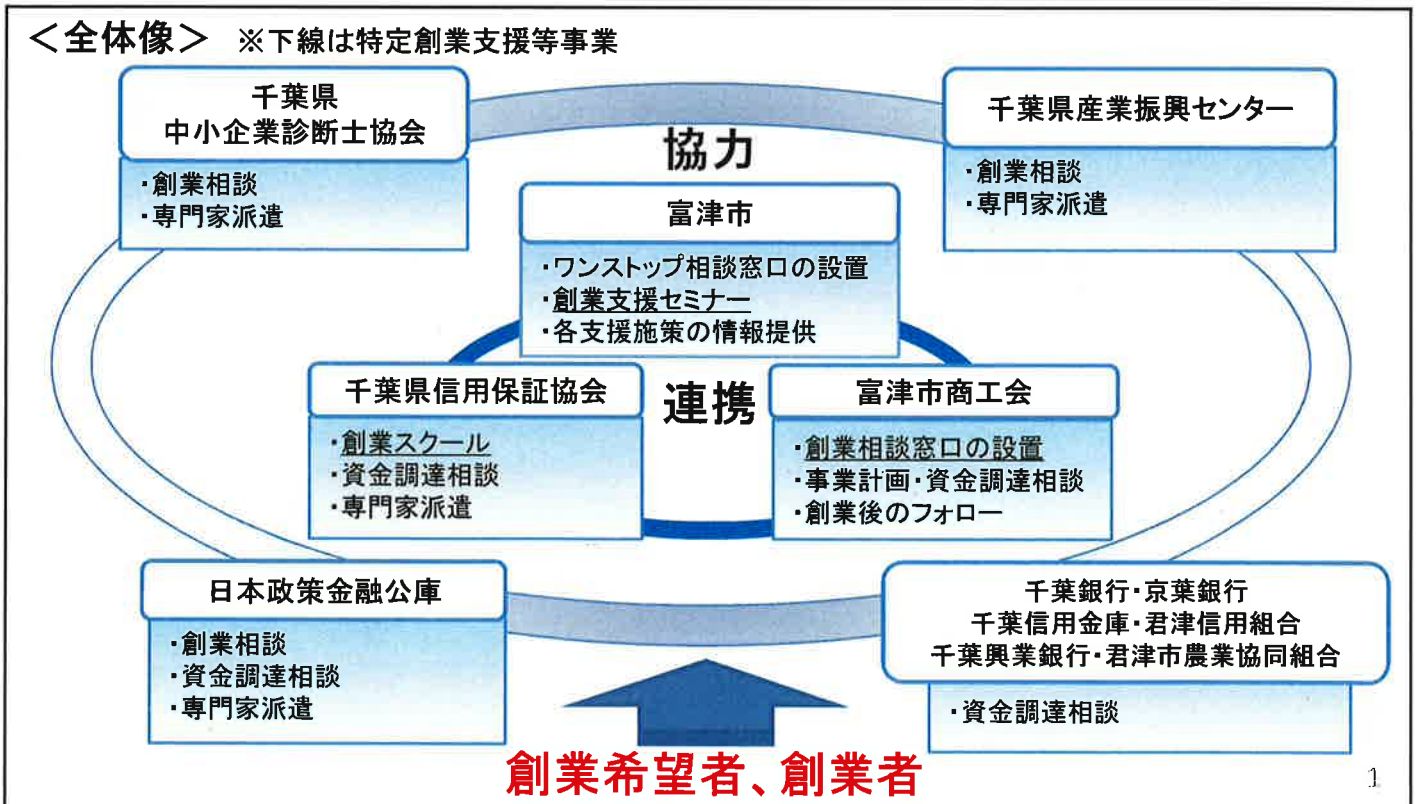 ＜全体像＞ ※下線は特定創業支援等事業
千葉県
中小企業診断士協会
・創業相談
・専門家派遣
千葉県産業振興センター
・創業相談
・専門家派遣
協力
富津市
・ワンストップ相談窓口の設置
・創業支援セミナー
・各支援施策の情報提供
連携
千葉県信用保証協会
・創業スクール
・資金調達相談
・専門家派遣
富津市商工会
・創業相談窓口の設置
・事業計画・資金調達相談
・創業後のフォロー
日本政策金融公庫
・創業相談
・資金調達相談
・専門家派遣
千葉銀行・京葉銀行
千葉信用金庫・君津信用組合
千葉興業銀行・君津市農業協同組合
・資金調達相談
創業希望者、創業者
1